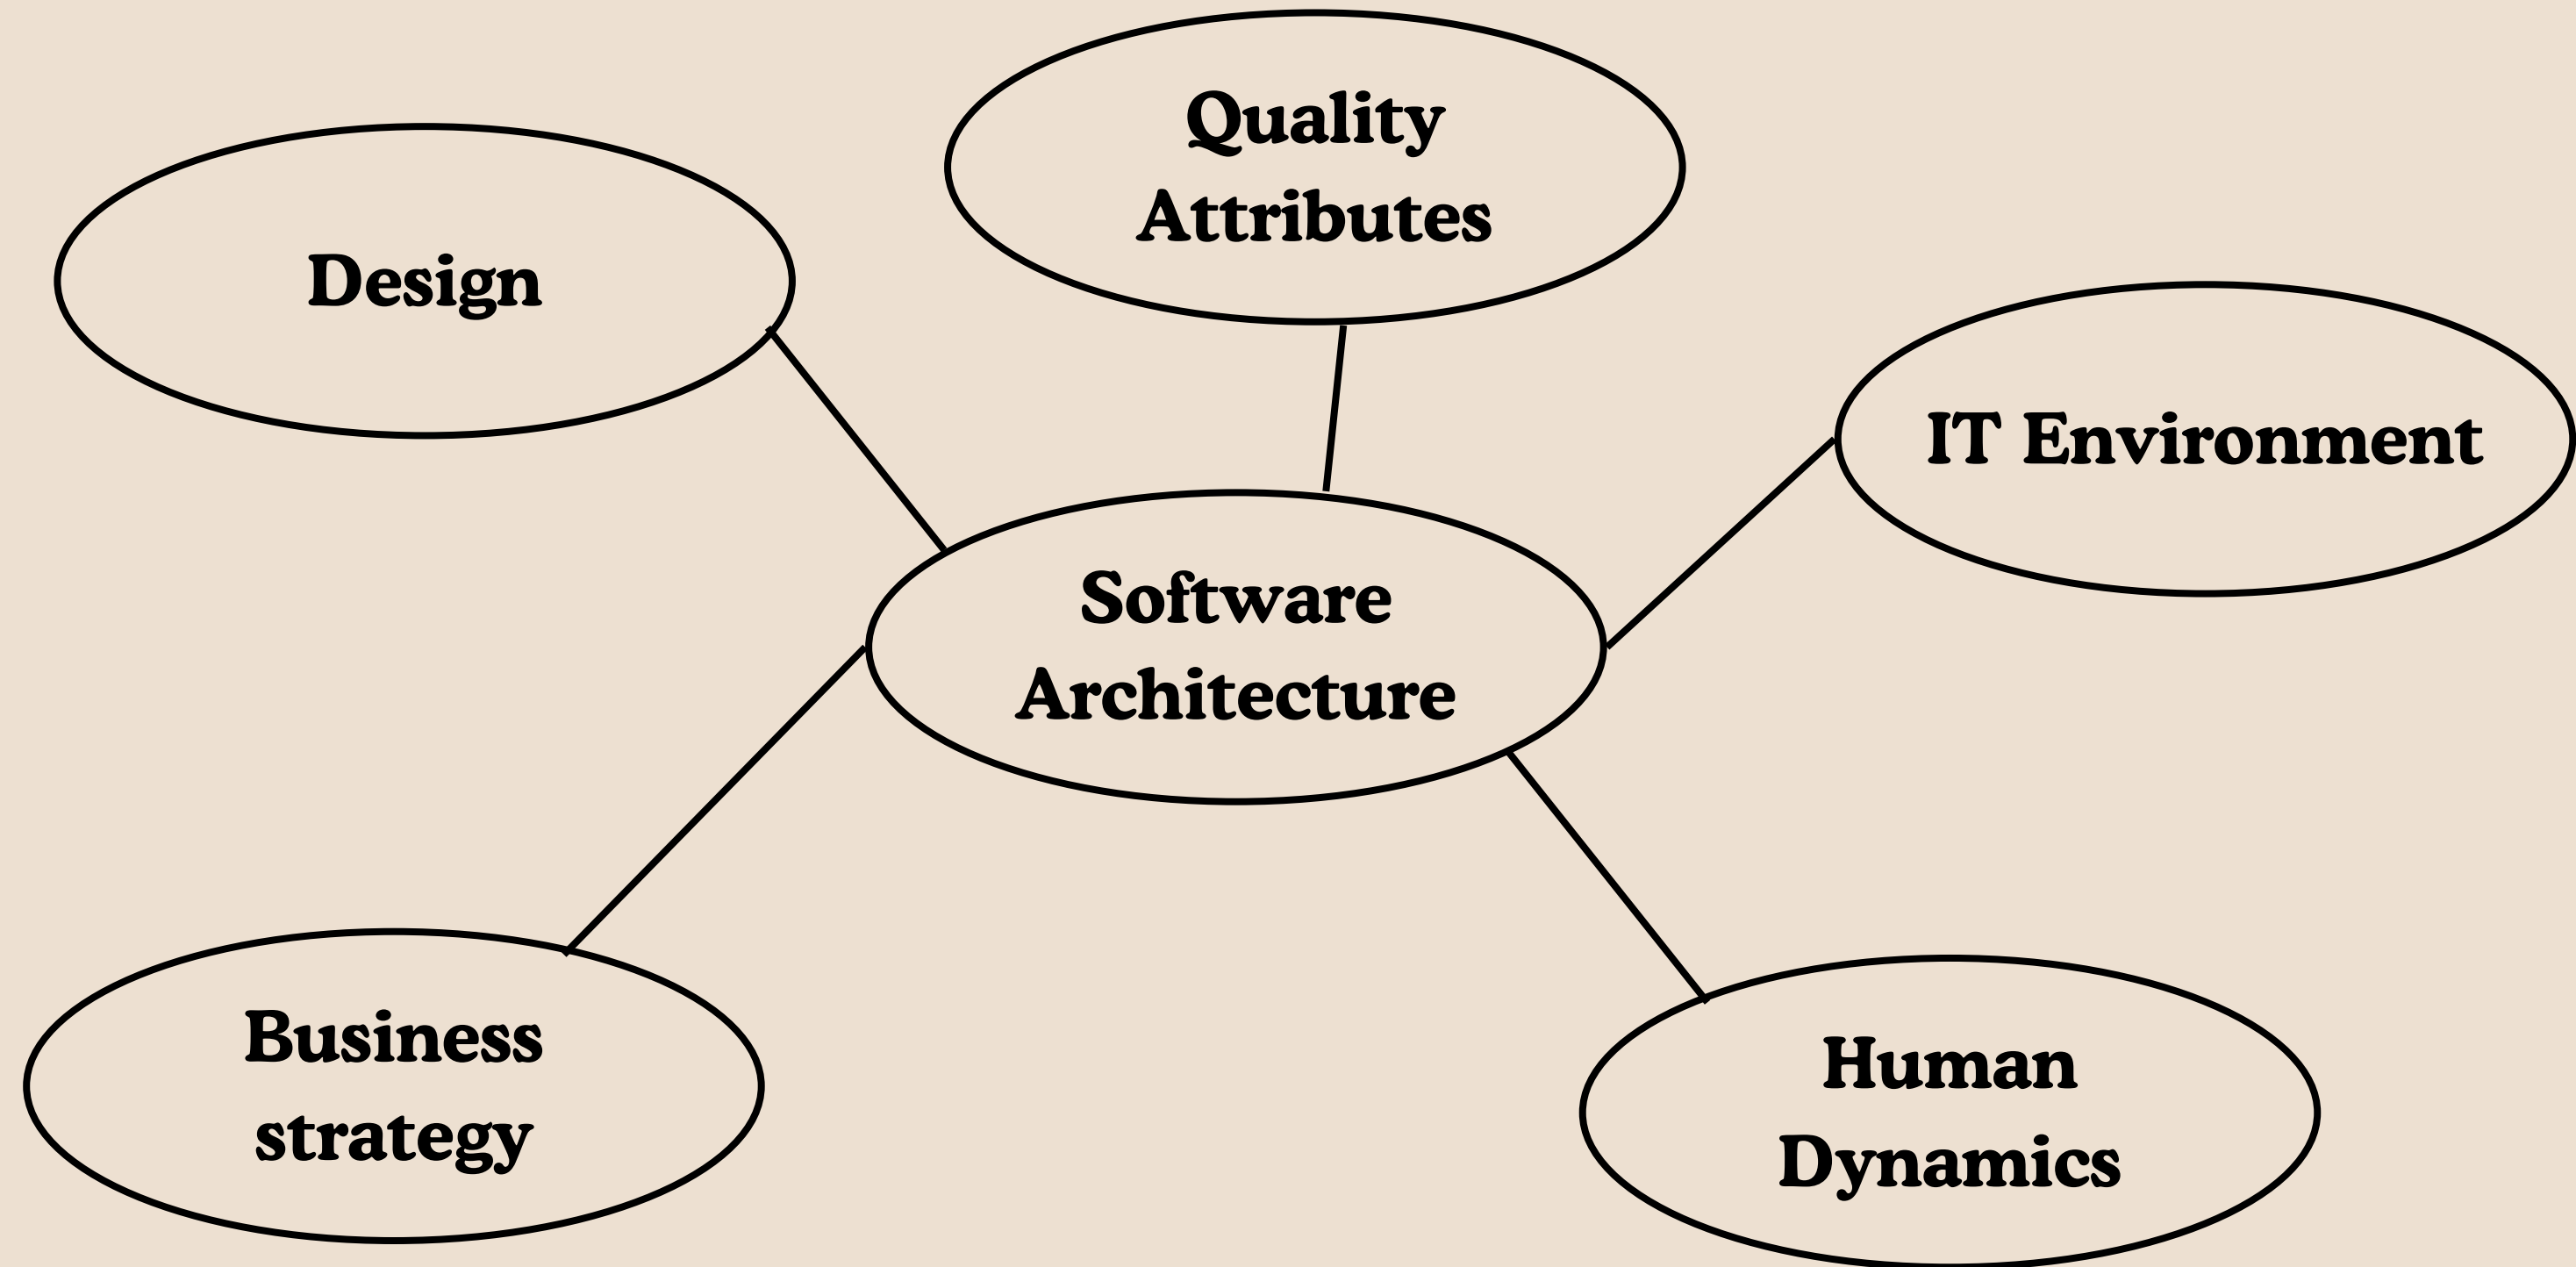 Quality
Attributes
Design
IT Environment
Software
Architecture
Business
strategy
Human
Dynamics